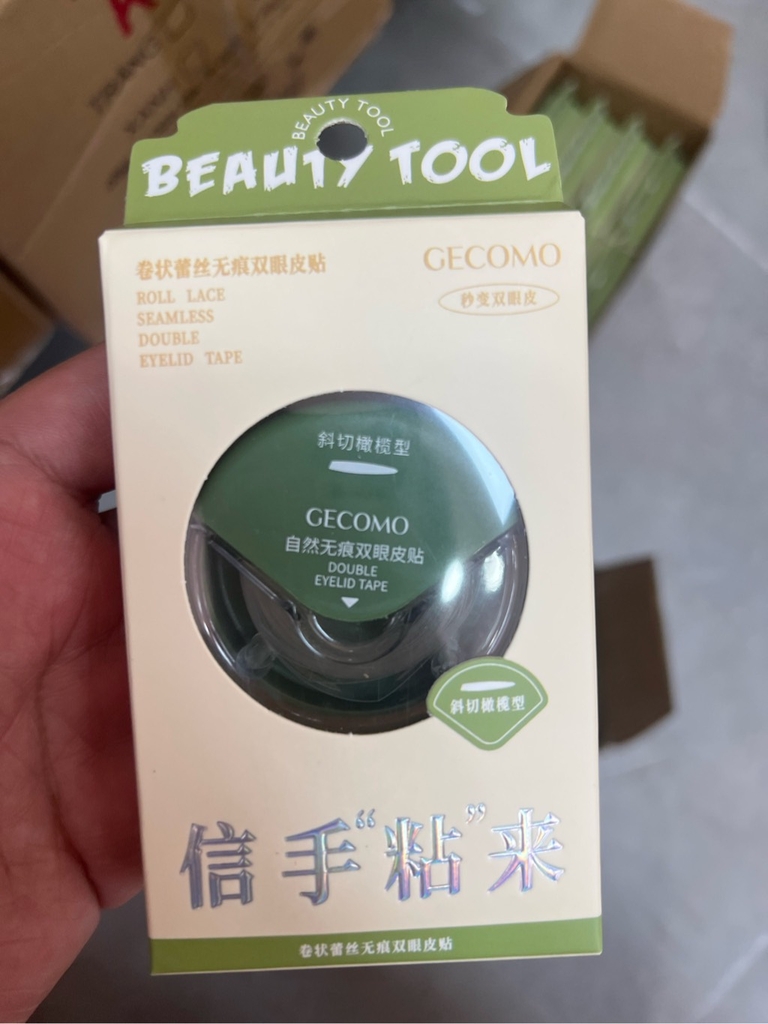 BEAUTY TOOL
BEAUTY TOOL
卷状蕾丝无痕双眼皮贴
ROLL LACE
SEAMLESS
DOUBLE
EYELID TAPE
GECOMO
秒变双眼皮
斜切橄榄型
GECOMO
自然无痕双眼皮贴
DOUBLE
EYELID TAPE
斜切橄榄型
信手“粘”来
卷状蕾丝无痕双眼皮贴